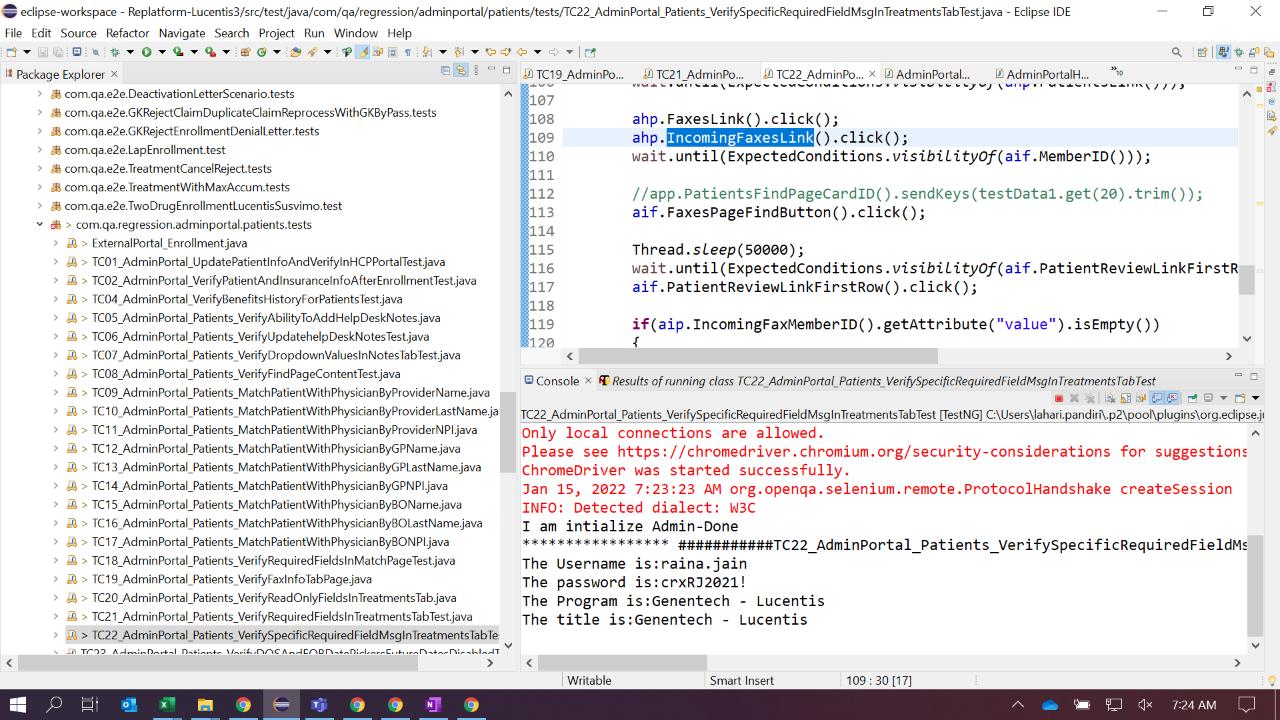 eclipse-workspace - Replatform-Lucentis3/src/test/java/com/qa/regression/adminportal/patients/tests/TC22_AdminPortal_Patients_VerifySpecificRequiredFieldMsgInTreatmentsTabTest.java - Eclipse IDE
File Edit Source Refactor Navigate Search Project Run Window Help
Package Explorer
com.qa.e2e.DeactivationLetterScenario.tests
com.qa.e2e.GKRejectClaimDuplicateClaimReprocessWithGKByPass.tests
com.qa.e2e.GKRejectEnrollmentDenialLetter.tests
com.qa.e2e.LapEnrollment.test
com.qa.e2e.TreatmentCancelReject.tests
com.qa.e2e.TreatmentWithMaxAccum.tests
com.qa.e2e.TwoDrugEnrollmentLucentisSusvimo.test
> com.qa.regression.adminportal.patients.tests
> ExternalPortal_Enrollment.java
> TC01_AdminPortal_UpdatePatientInfoAndVerifyInHCPPortalTest.java
> TC02_AdminPortal_VerifyPatientAndInsuranceInfoAfterEnrollmentTest.java
> TC04_AdminPortal_VerifyBenefitsHistoryForPatientsTest.java
> TC05_AdminPortal_Patients_VerifyAbilityToAddHelpDeskNotes.java
> TC06_AdminPortal_Patients_VerifyUpdatehelpDeskNotesTest.java
> TC07_AdminPortal_Patients_VerifyDropdownValuesInNotesTabTest.java
> TC08_AdminPortal_Patients_VerifyFindPageContentTest.java
> TC09_AdminPortal_Patients_MatchPatientWithPhysicianByProviderName.java
> TC10_AdminPortal_Patients_MatchPatientWithPhysicianByProviderLastName.ja
> TC11_AdminPortal_Patients_MatchPatientWithPhysicianByProviderNPI.java
> TC12_AdminPortal_Patients_MatchPatientWithPhysicianByGPName.java
> TC13_AdminPortal_Patients_MatchPatientWithPhysicianByGPLastName.java
> TC14_AdminPortal_Patients_MatchPatientWithPhysicianByGPNPI.java
> TC15_AdminPortal_Patients_MatchPatientWithPhysicianByBOName.java
> TC16_AdminPortal_Patients_MatchPatientWithPhysicianByBOLastName.java
> TC17_AdminPortal_Patients_MatchPatientWithPhysicianByBONPI.java
> TC18_AdminPortal_Patients_VerifyRequiredFieldsInMatchPageTest.java
> TC19_AdminPortal_Patients_VerifyFaxInfoTabPage.java
> TC20_AdminPortal_Patients_VerifyReadOnlyFieldsInTreatmentsTab.java
> TC21_AdminPortal_Patients_VerifyRequiredFieldsInTreatmentsTabTest.java
> TC22_AdminPortal_Patients_VerifySpecificRequiredFieldMsgInTreatmentsTabTe
> TC23_AdminPortal_Patients_VerifyDOSAndEOBDatePickersFutureDatesDisabledT
TC19_AdminPo... TC21_AdminPo... TC22_AdminPo... AdminPortal... AdminPortalH... »10
106 wait.until(ExpectedConditions.visibilityOf(ahp.PatientsLink()));
107
108 ahp.FaxesLink().click();
109 ahp.IncomingFaxesLink().click();
110 wait.until(ExpectedConditions.visibilityOf(aif.MemberID()));
111
112 //app.PatientsFindPageCardID().sendKeys(testData1.get(20).trim());
113 aif.FaxesPageFindButton().click();
114
115 Thread.sleep(50000);
116 wait.until(ExpectedConditions.visibilityOf(aif.PatientReviewLinkFirstR
117 aif.PatientReviewLinkFirstRow().click();
118
119 if(aip.IncomingFaxMemberID().getAttribute("value").isEmpty())
120 {
Console Results of running class TC22_AdminPortal_Patients_VerifySpecificRequiredFieldMsgInTreatmentsTabTest
TC22_AdminPortal_Patients_VerifySpecificRequiredFieldMsgInTreatmentsTabTest [TestNG] C:\Users\lahari.pandiri\.p2\pool\plugins\org.eclipse.ju
Only local connections are allowed.
Please see https://chromedriver.chromium.org/security-considerations for suggestions
ChromeDriver was started successfully.
Jan 15, 2022 7:23:23 AM org.openqa.selenium.remote.ProtocolHandshake createSession
INFO: Detected dialect: W3C
I am intialize Admin-Done
***************** ###########TC22_AdminPortal_Patients_VerifySpecificRequiredFieldMs
The Username is:raina.jain
The password is:crxRJ2021!
The Program is:Genentech - Lucentis
The title is:Genentech - Lucentis
Writable Smart Insert 109 : 30 [17]
7:24 AM